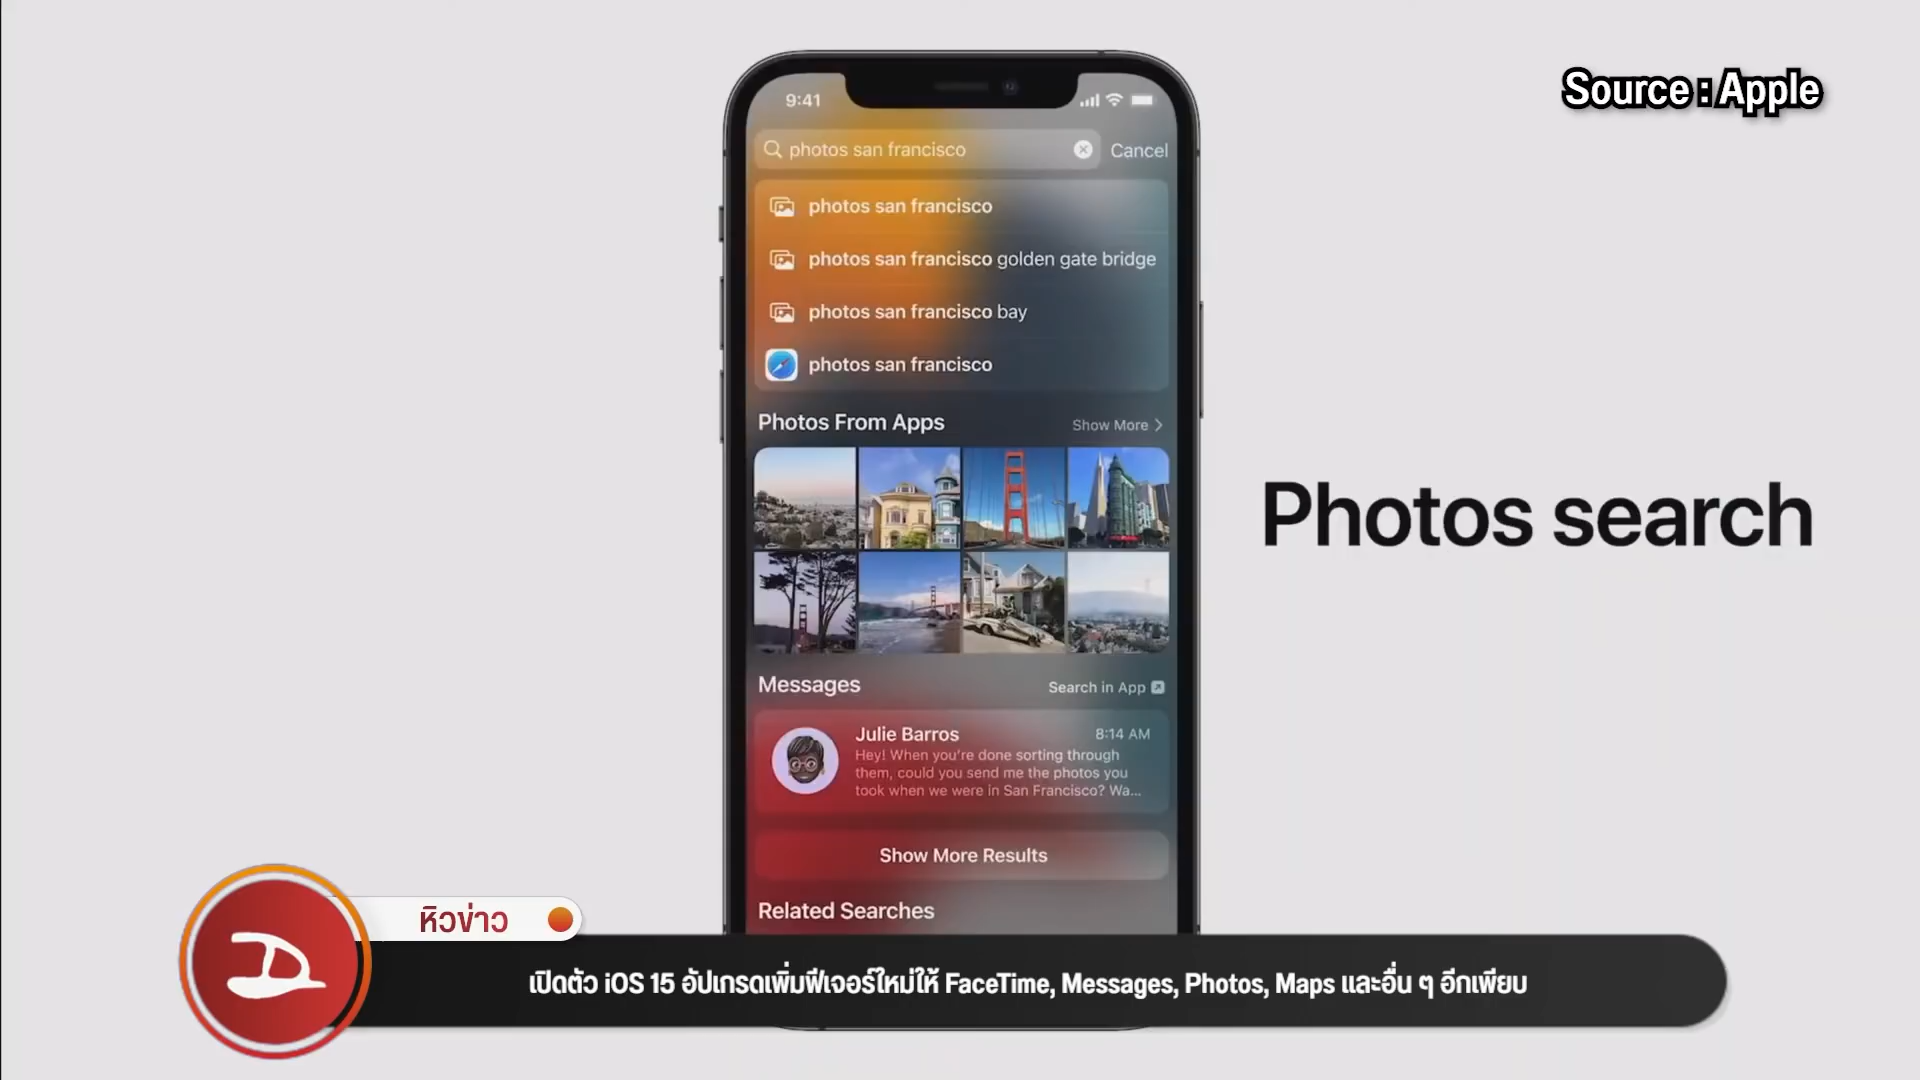 Source : Apple
9:41
photos san francisco
Cancel
photos san francisco
photos san francisco golden gate bridge
photos san francisco bay
photos san francisco
Photos From Apps
Show More
Photos search
Messages
Search in App
Julie Barros
8:14 AM
Hey! When you're done sorting through
them, could you send me the photos you
took when we were in San Francisco? Wa...
Show More Results
Related Searches
หิวข่าว
เปิดตัว iOS 15 อัปเกรดเพิ่มฟีเจอร์ใหม่ให้ FaceTime, Messages, Photos, Maps และอื่น ๆ อีกเพียบ